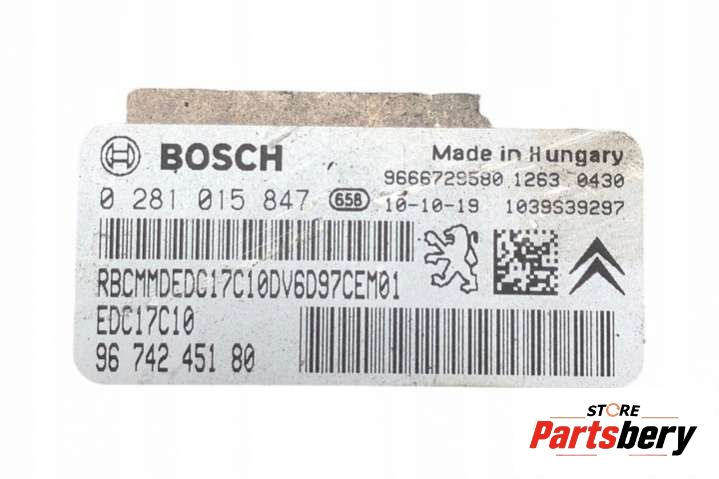 BOSCH Made in Hungary
9666729580 1263 0430
0 281 015 847 658 10-10-19 1039S39297
RBCMMDEDC17C10DV6D97CEM01
EDC17C10
96 742 451 80
STORE
Partsbery